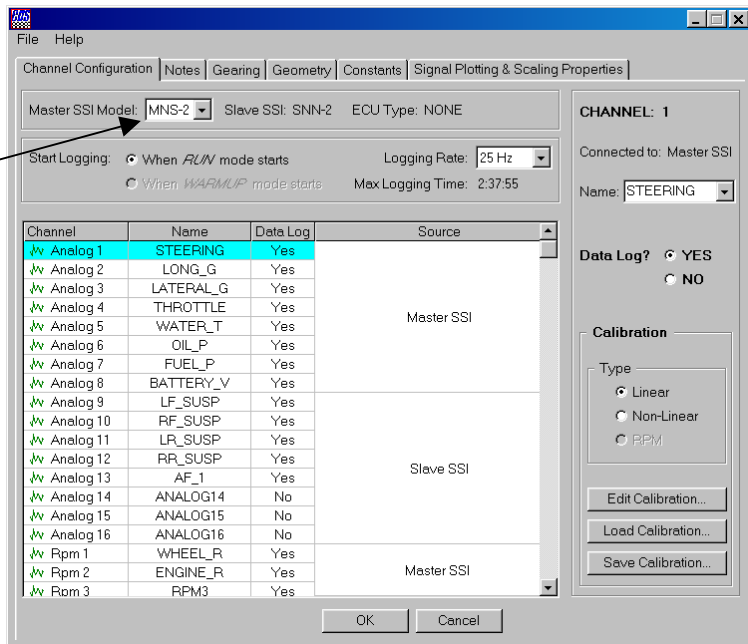 File Help
Channel Configuration Notes Gearing Geometry Constants Signal Plotting & Scaling Properties
Master SSI Model: MNS-2 Slave SSI: SNN-2 ECU Type: NONE
Start Logging: When RUN mode starts Logging Rate: 25 Hz
When WARMUP mode starts Max Logging Time: 2:37:55
Channel Name Data Log Source
Analog 1 STEERING Yes
Analog 2 LONG_G Yes
Analog 3 LATERAL_G Yes
Analog 4 THROTTLE Yes
Master SSI
Analog 5 WATER_T Yes
Analog 6 OIL_P Yes
Analog 7 FUEL_P Yes
Analog 8 BATTERY_V Yes
Analog 9 LF_SUSP Yes
Analog 10 RF_SUSP Yes
Analog 11 LR_SUSP Yes
Analog 12 RR_SUSP Yes
Slave SSI
Analog 13 AF_1 Yes
Analog 14 ANALOG14 No
Analog 15 ANALOG15 No
Analog 16 ANALOG16 No
Rpm 1 WHEEL_R Yes
Rpm 2 ENGINE_R Yes Master SSI
Rpm 3 RPM3 Yes
CHANNEL: 1
Connected to: Master SSI
Name: STEERING
Data Log? YES
NO
Calibration
Type
Linear
Non-Linear
RPM
Edit Calibration...
Load Calibration...
Save Calibration...
OK Cancel